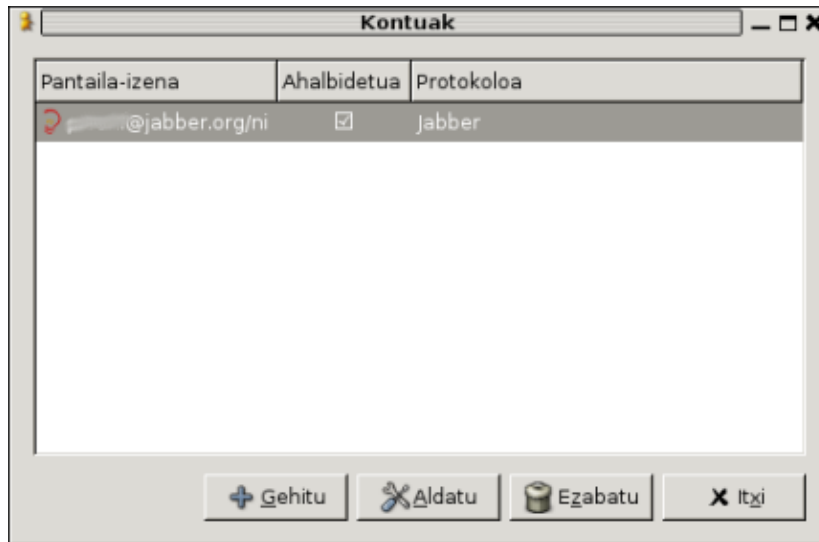 Kontuak
Pantaila-izena Ahalbidetua Protokoloa
@jabber.org/ni Jabber
Gehitu Aldatu Ezabatu Itxi